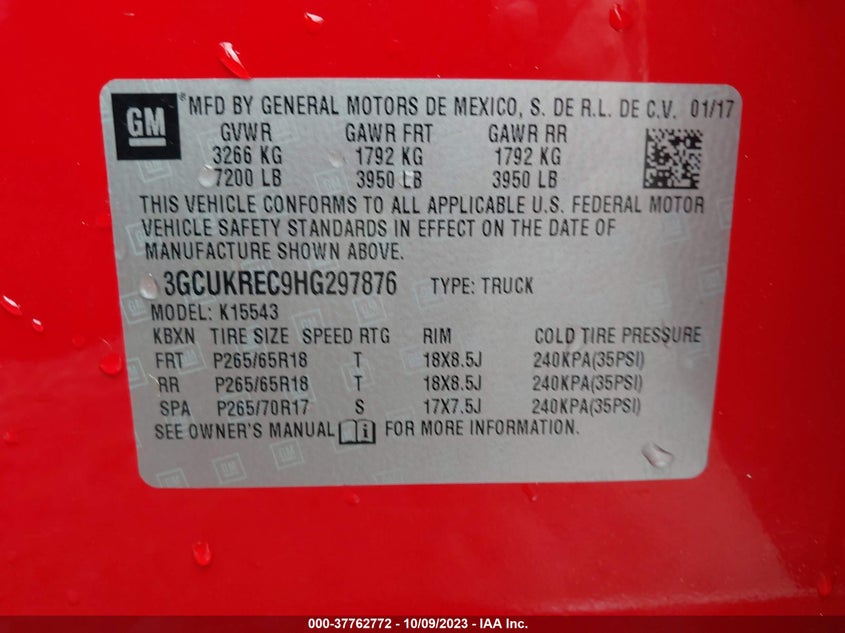 GM ® MFD BY GENERAL MOTORS DE MEXICO, S. DE R.L. DE C.V. 01/17
GVWR GAWR FRT GAWR RR
3266 KG 1792 KG 1792 KG
7200 LB 3950 LB 3950 LB
THIS VEHICLE CONFORMS TO ALL APPLICABLE U.S. FEDERAL MOTOR
VEHICLE SAFETY STANDARDS IN EFFECT ON THE DATE OF
MANUFACTURE SHOWN ABOVE.
3GCUKREC9HG297876 TYPE: TRUCK
MODEL: K15543
KBXN TIRE SIZE SPEED RTG RIM COLD TIRE PRESSURE
FRT P265/65R18 T 18X8.5J 240KPA(35PSI)
RR P265/65R18 T 18X8.5J 240KPA(35PSI)
SPA P265/70R17 S 17X7.5J 240KPA(35PSI)
SEE OWNER'S MANUAL i FOR MORE INFORMATION.
000-37762772 - 10/09/2023 - IAA Inc.